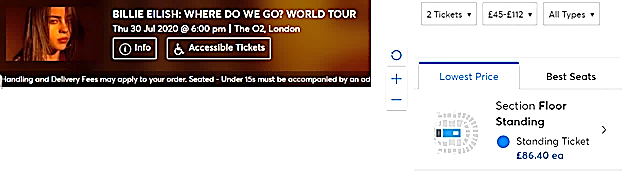 BILLIE EILISH: WHERE DO WE GO? WORLD TOUR
Thu 30 Jul 2020 @ 6:00 pm | The O2, London
i Info
Accessible Tickets
Handling and Delivery Fees may apply to your order. Seated - Under 15s must be accompanied by an ad
2 Tickets
£45-£112
All Types
Lowest Price
Best Seats
Section Floor
Standing
Standing Ticket
£86.40 ea